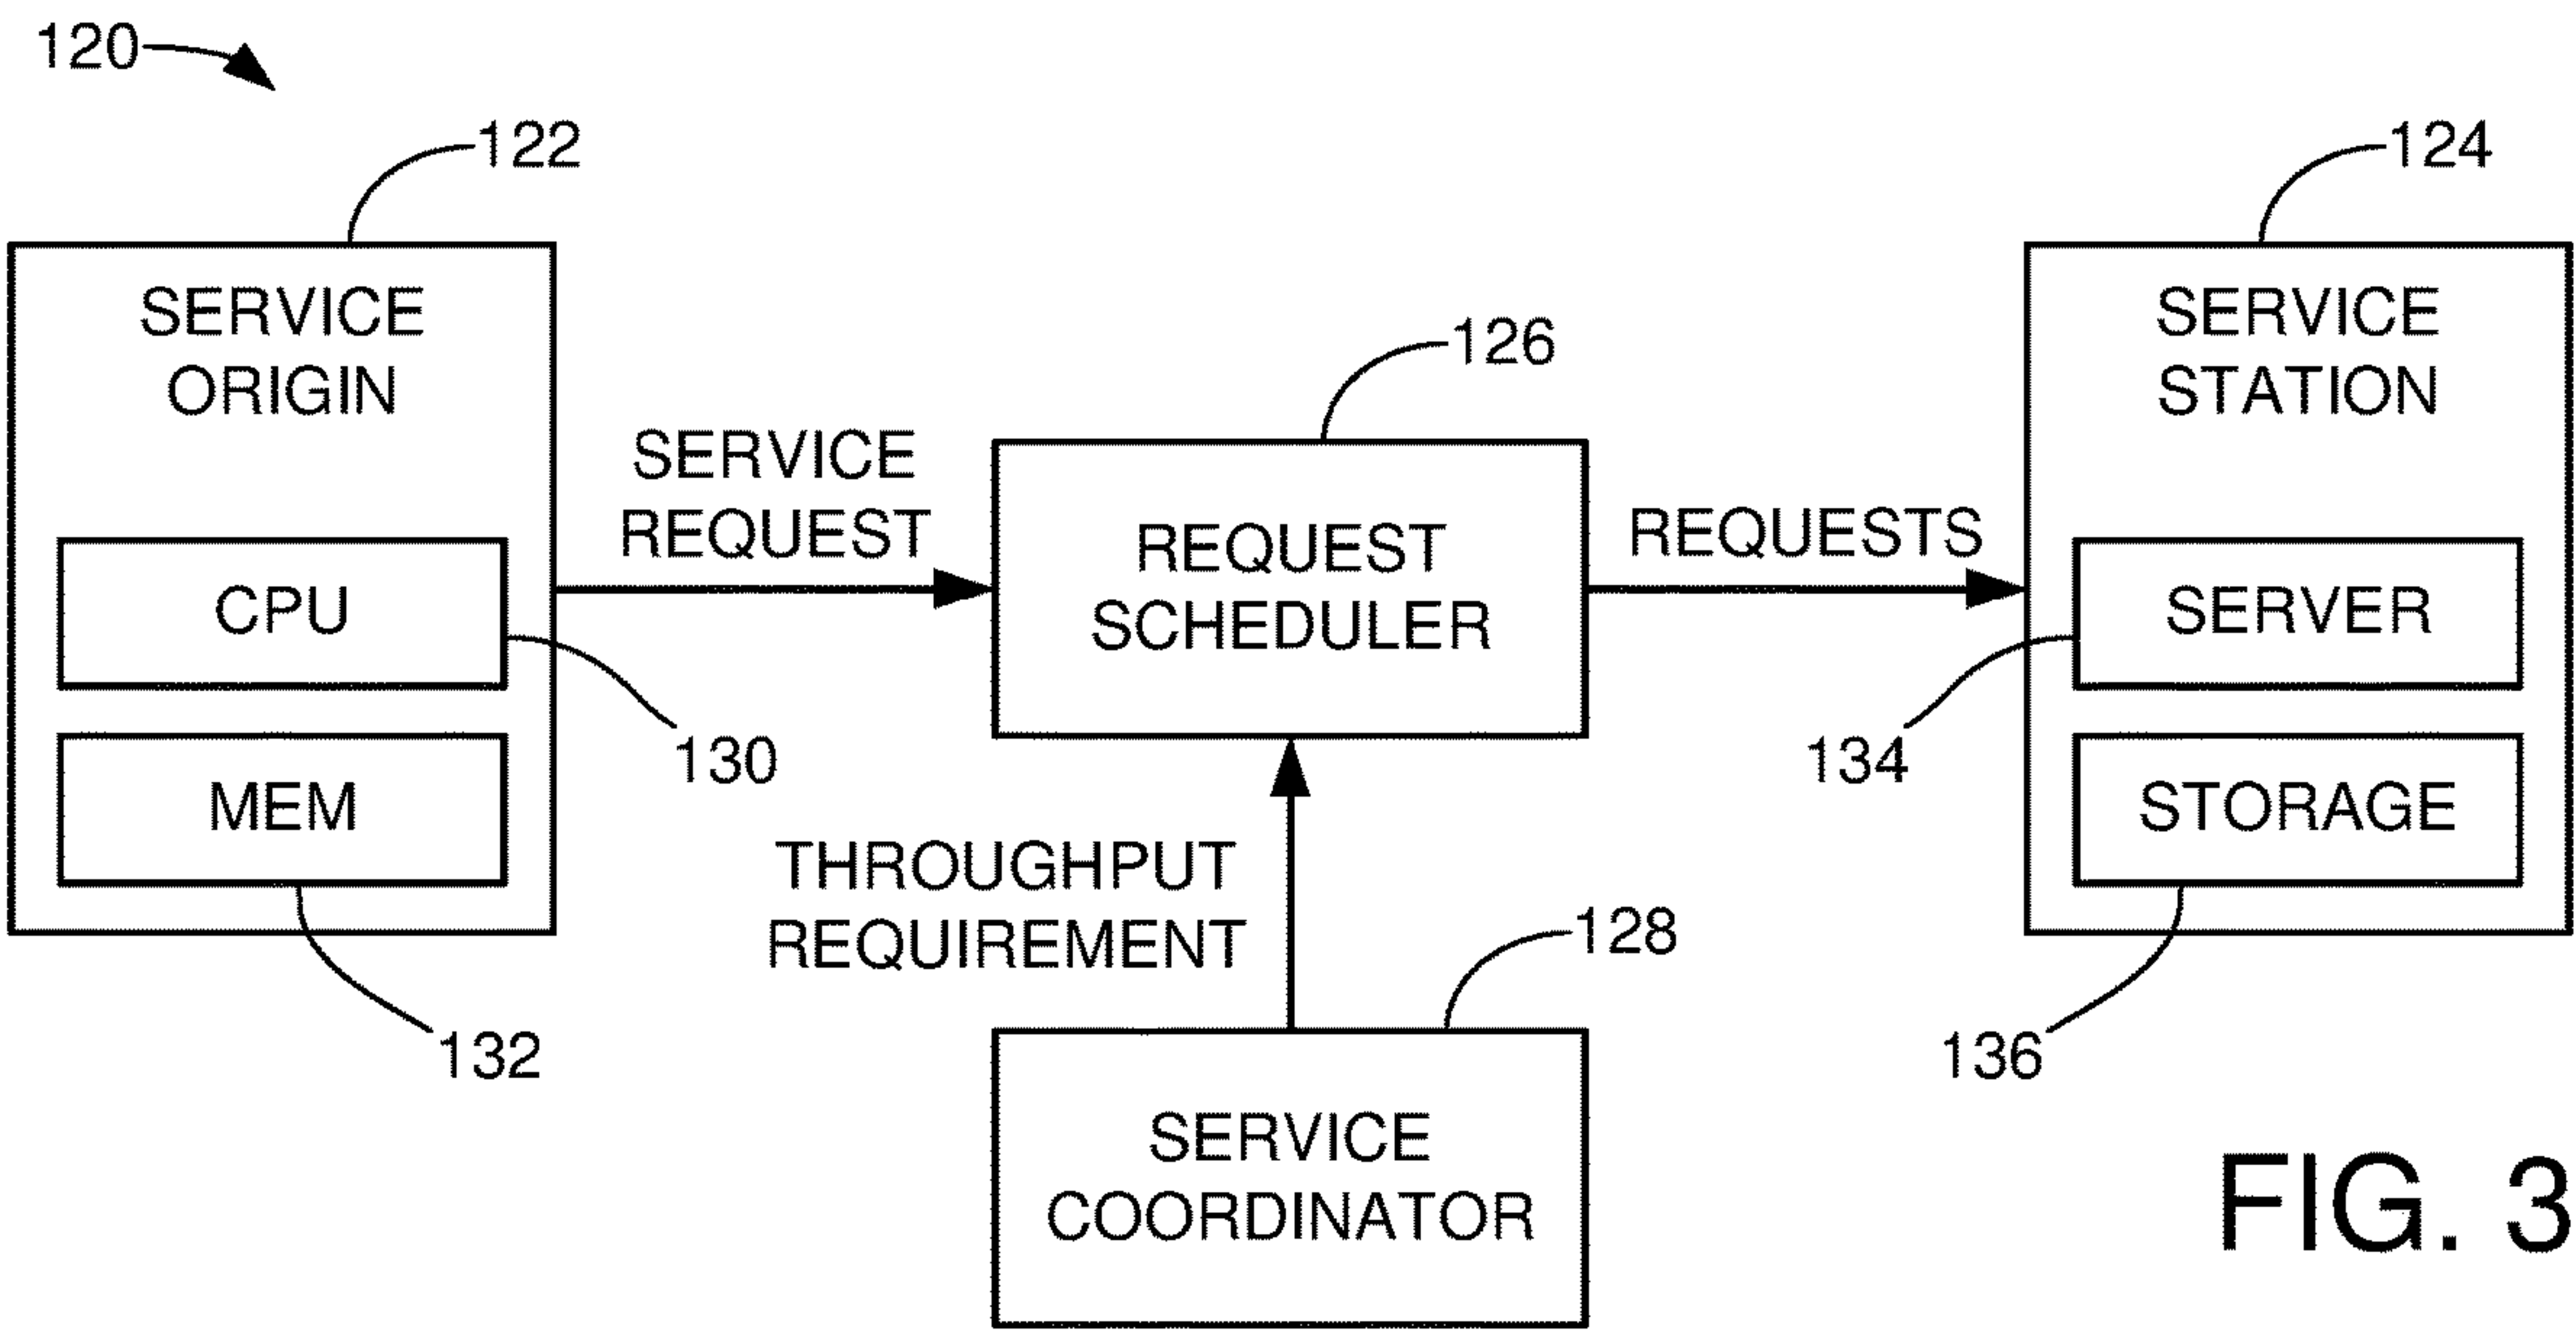 120
122
124
SERVICE
ORIGIN
SERVICE
STATION
126
SERVICE
REQUEST
REQUEST
SCHEDULER
REQUESTS
CPU
SERVER
130
134
MEM
STORAGE
THROUGHPUT
REQUIREMENT
128
132
136
SERVICE
COORDINATOR
FIG. 3